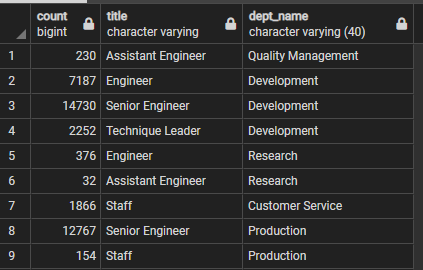 count title dept_name
bigint character varying character varying (40)
1 230 Assistant Engineer Quality Management
2 7187 Engineer Development
3 14730 Senior Engineer Development
4 2252 Technique Leader Development
5 376 Engineer Research
6 32 Assistant Engineer Research
7 1866 Staff Customer Service
8 12767 Senior Engineer Production
9 154 Staff Production